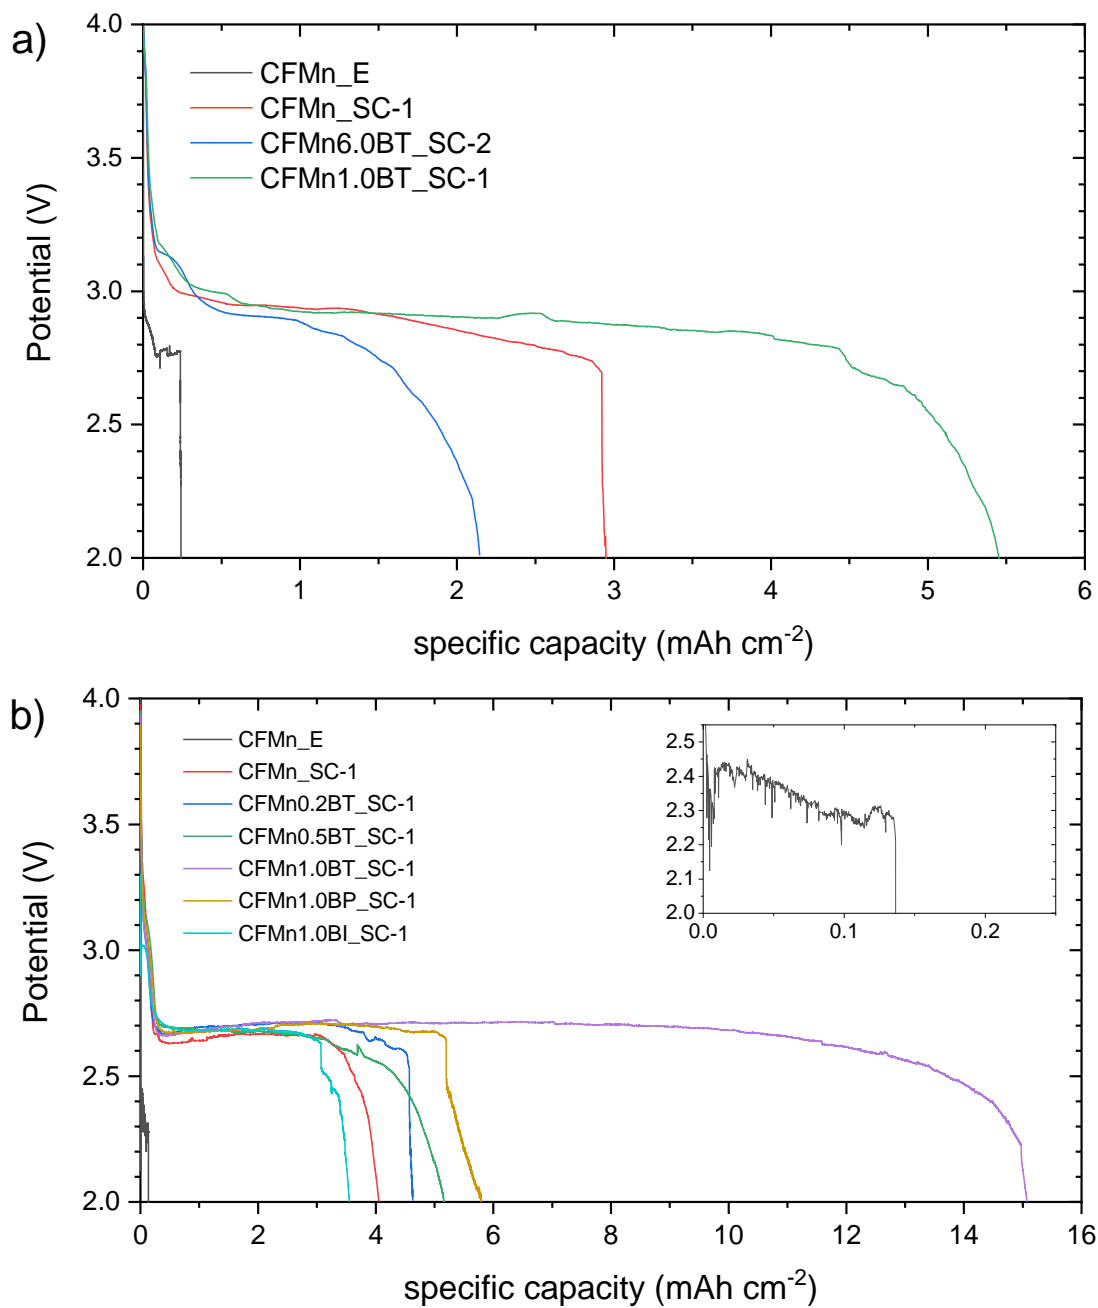 a)
4.0
3.5
3.0
2.5
2.0
Potential (V)
CFMn_E
CFMn_SC-1
CFMn6.0BT_SC-2
CFMn1.0BT_SC-1
0 1 2 3 4 5 6
specific capacity (mAh cm-2)
b)
4.0
3.5
3.0
2.5
2.0
Potential (V)
CFMn_E
CFMn_SC-1
CFMn0.2BT_SC-1
CFMn0.5BT_SC-1
CFMn1.0BT_SC-1
CFMn1.0BP_SC-1
CFMn1.0BI_SC-1
2.5
2.4
2.3
2.2
2.1
2.0
0.0 0.1 0.2
0 2 4 6 8 10 12 14 16
specific capacity (mAh cm-2)